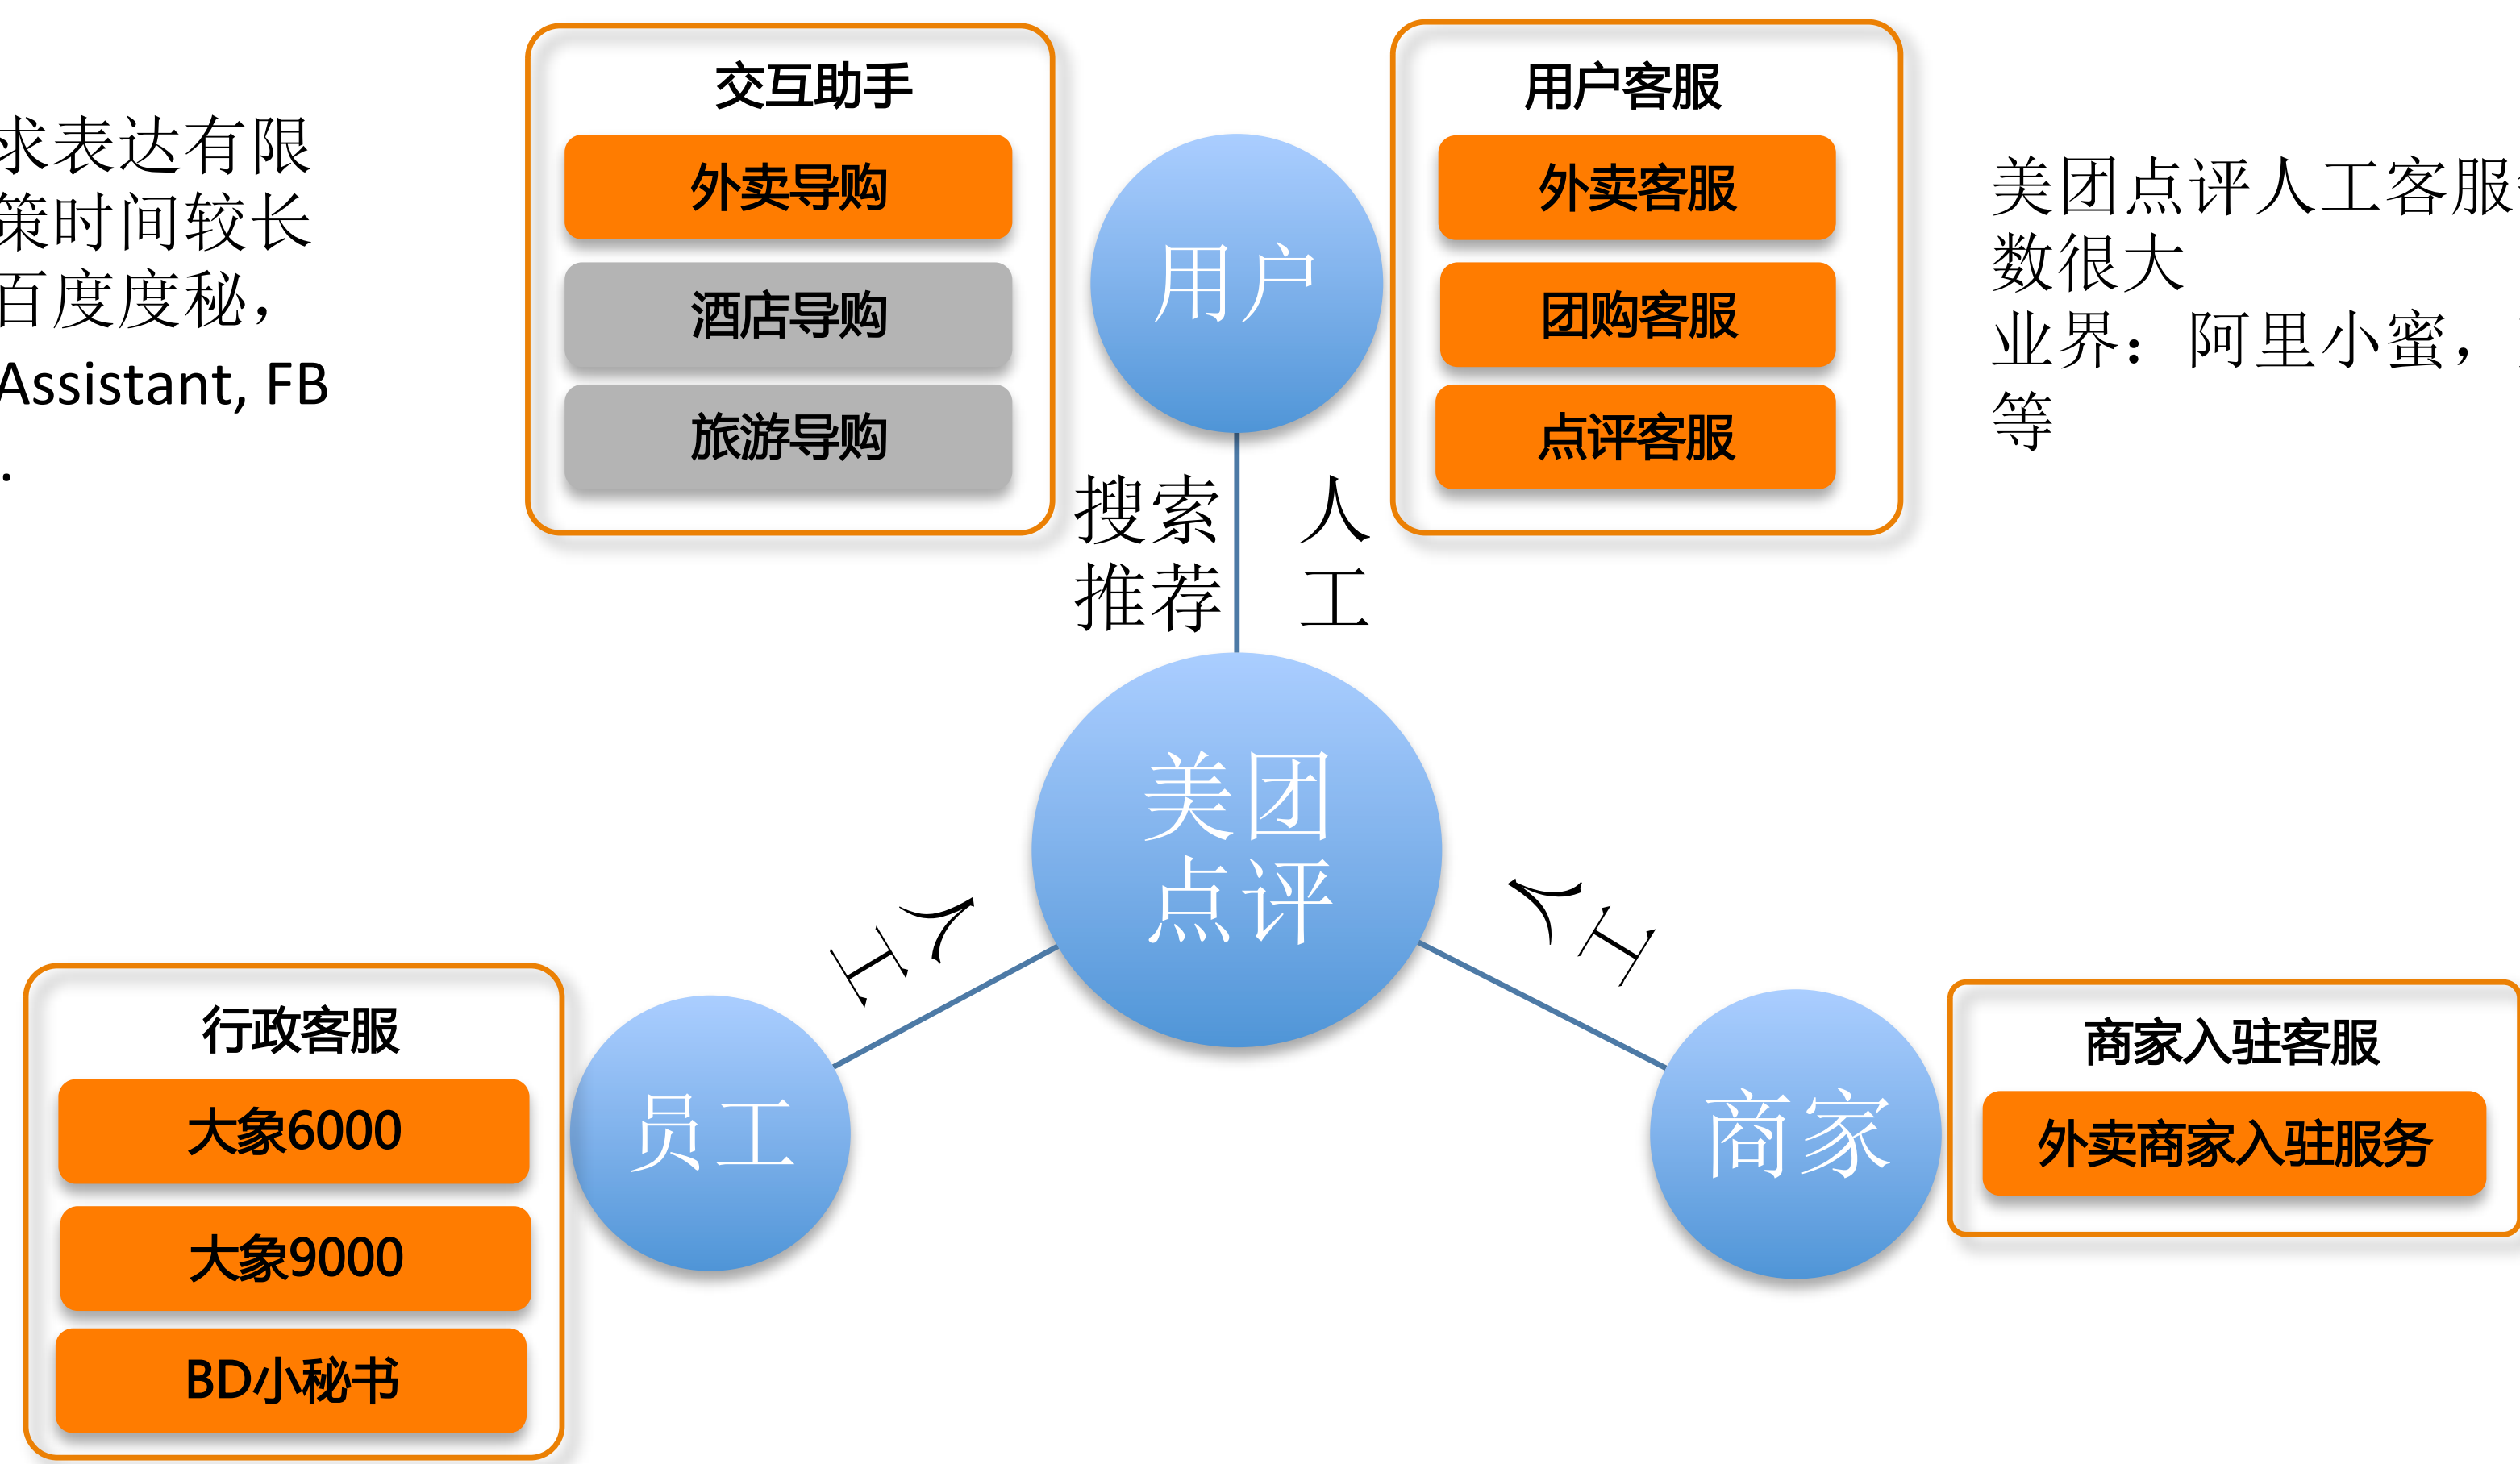 求表达有限
策时间较长
百度度秘，
Assistant, FB
.
交互助手
外卖导购
酒店导购
旅游导购
用户
用户客服
外卖客服
团购客服
点评客服
美团点评人工客服
数很大
业界：阿里小蜜，
等
搜索
推荐
人
工
美团
点评
人工
人工
行政客服
大象6000
大象9000
BD小秘书
员工
商家
商家入驻客服
外卖商家入驻服务